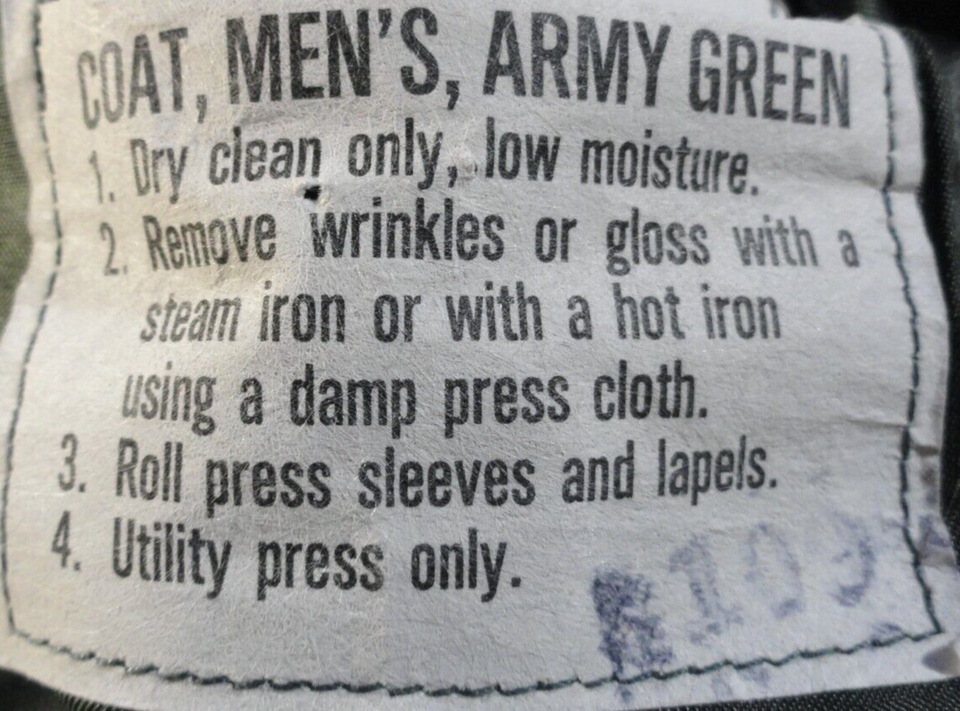 COAT, MEN'S, ARMY GREEN
1. Dry clean only, low moisture.
2. Remove wrinkles or gloss with a
steam iron or with a hot iron
using a damp press cloth.
3. Roll press sleeves and lapels.
4. Utility press only.